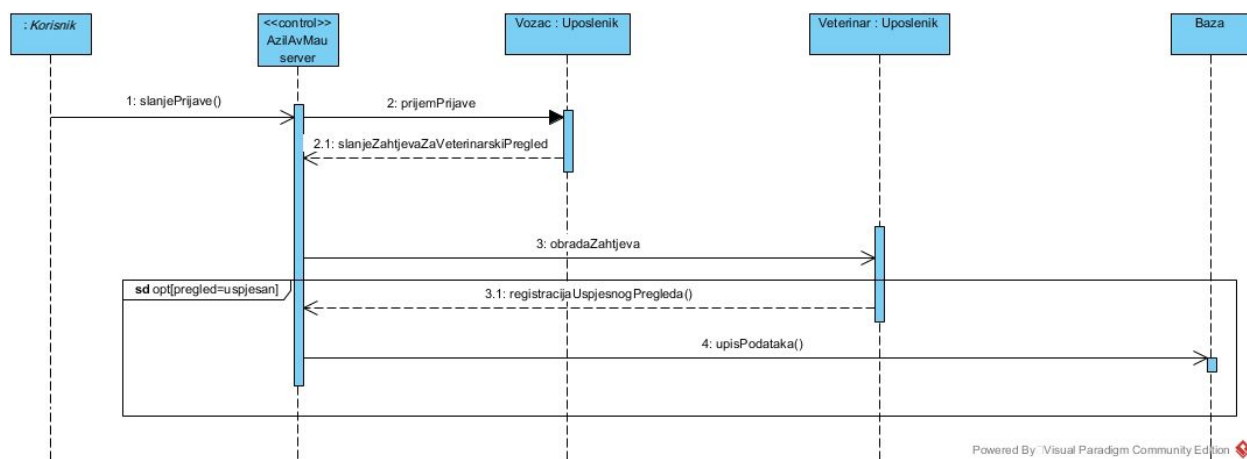 : Korisnik
<<control>>
AzilAvMau
server
Vozac : Uposlenik
Veterinar : Uposlenik
Baza
1: slanjePrijave()
2: prijemPrijave
2.1: slanjeZahtjevaZaVeterinarskiPregled
3: obradaZahtjeva
sd opt[pregled=uspjesan]
3.1: registracijaUspjesnogPregleda()
4: upisPodataka()
Powered By Visual Paradigm Community Edition